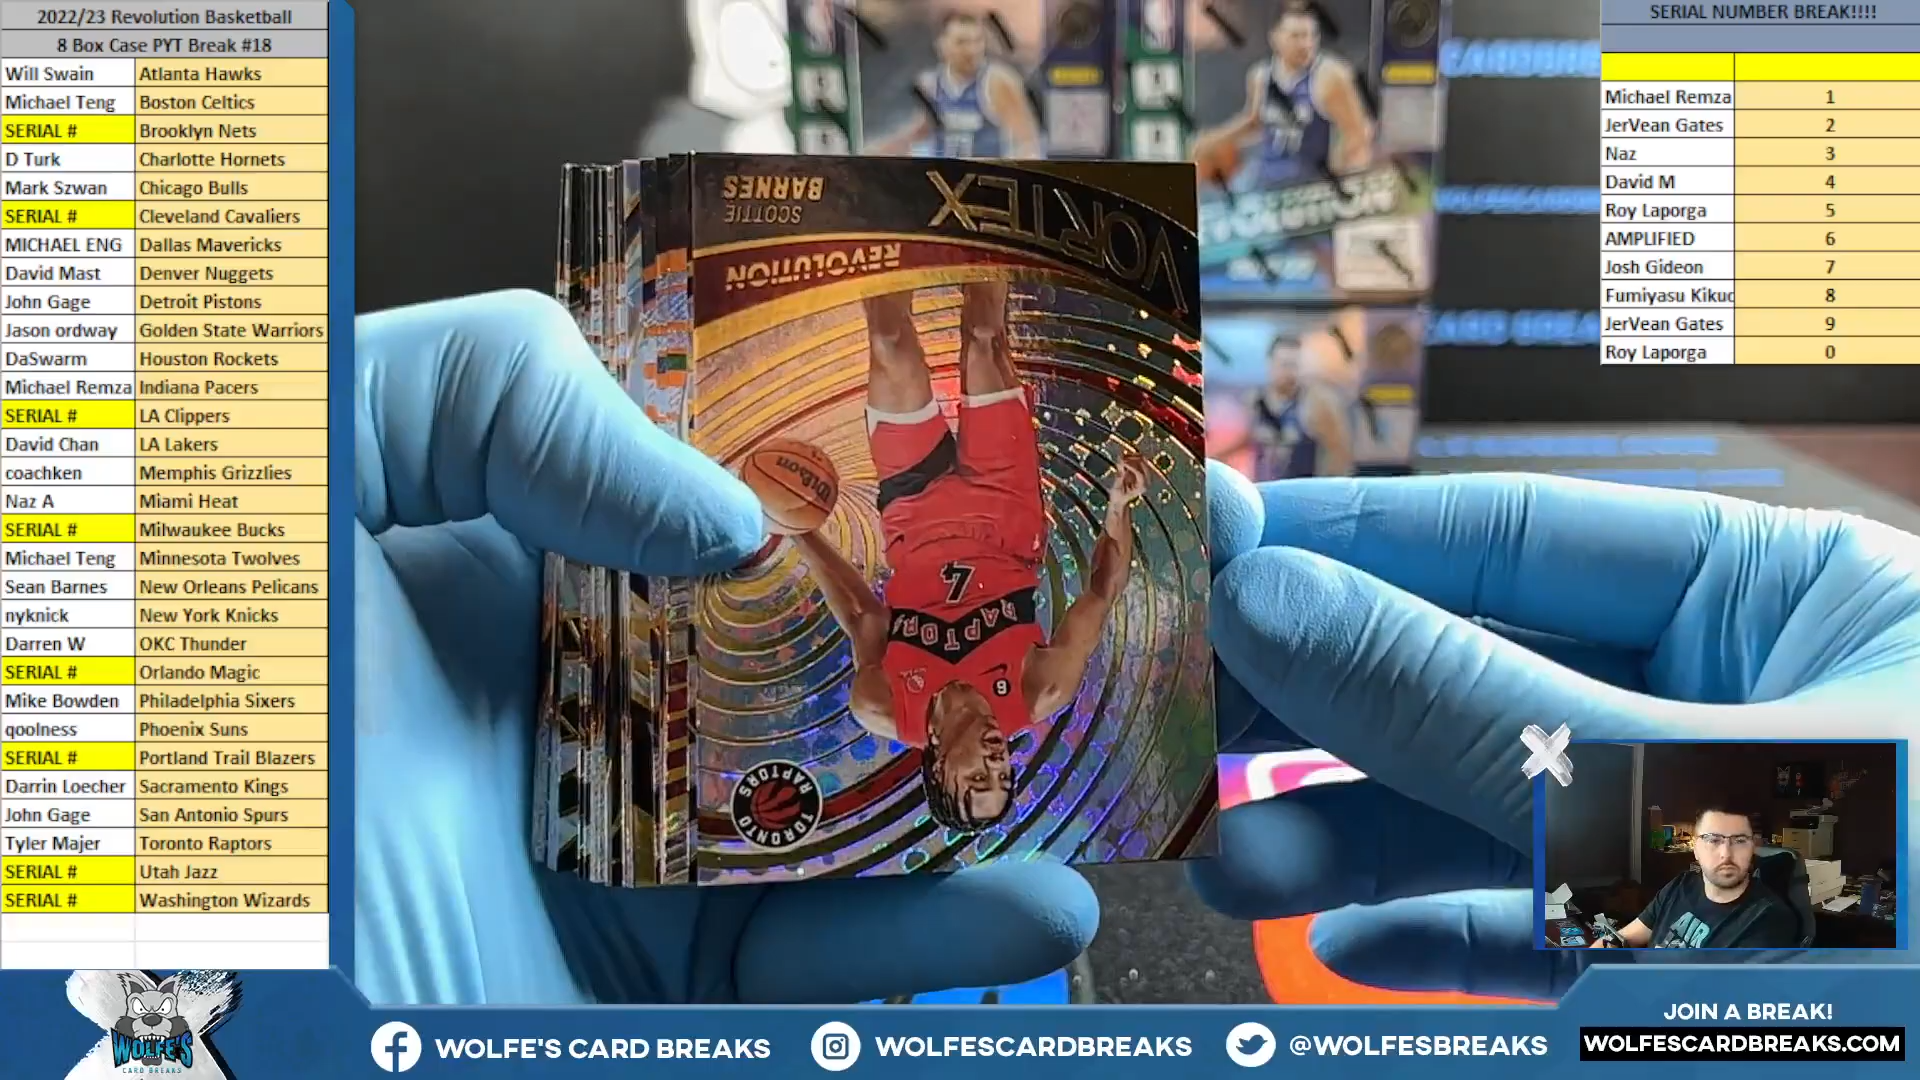 2022/23 Revolution Basketball
8 Box Case PYT Break #18
Will Swain Atlanta Hawks
Michael Teng Boston Celtics
SERIAL # Brooklyn Nets
D Turk Charlotte Hornets
Mark Szwan Chicago Bulls
SERIAL # Cleveland Cavaliers
MICHAEL ENG Dallas Mavericks
David Mast Denver Nuggets
John Gage Detroit Pistons
Jason ordway Golden State Warriors
DaSwarm Houston Rockets
Michael Remza Indiana Pacers
SERIAL # LA Clippers
David Chan LA Lakers
coachken Memphis Grizzlies
Naz A Miami Heat
SERIAL # Milwaukee Bucks
Michael Teng Minnesota Twolves
Sean Barnes New Orleans Pelicans
nyknick New York Knicks
Darren W OKC Thunder
SERIAL # Orlando Magic
Mike Bowden Philadelphia Sixers
qoolness Phoenix Suns
SERIAL # Portland Trail Blazers
Darrin Loecher Sacramento Kings
John Gage San Antonio Spurs
Tyler Majer Toronto Raptors
SERIAL # Utah Jazz
SERIAL # Washington Wizards
SERIAL NUMBER BREAK!!!!
Michael Remza 1
JerVean Gates 2
Naz 3
David M 4
Roy Laporga 5
AMPLIFIED 6
Josh Gideon 7
Fumiyasu Kikuc 8
JerVean Gates 9
Roy Laporga 0
VORTEX
SCOTTIE
BARNES
REVOLUTION
Wilson
RAPTORS
7
6
TORONTO
RAPTORS
77
AIR
WOLFE'S
CARD BREAKS
WOLFE'S CARD BREAKS
WOLFESCARDBREAKS
@WOLFESBREAKS
JOIN A BREAK!
WOLFESCARDBREAKS.COM